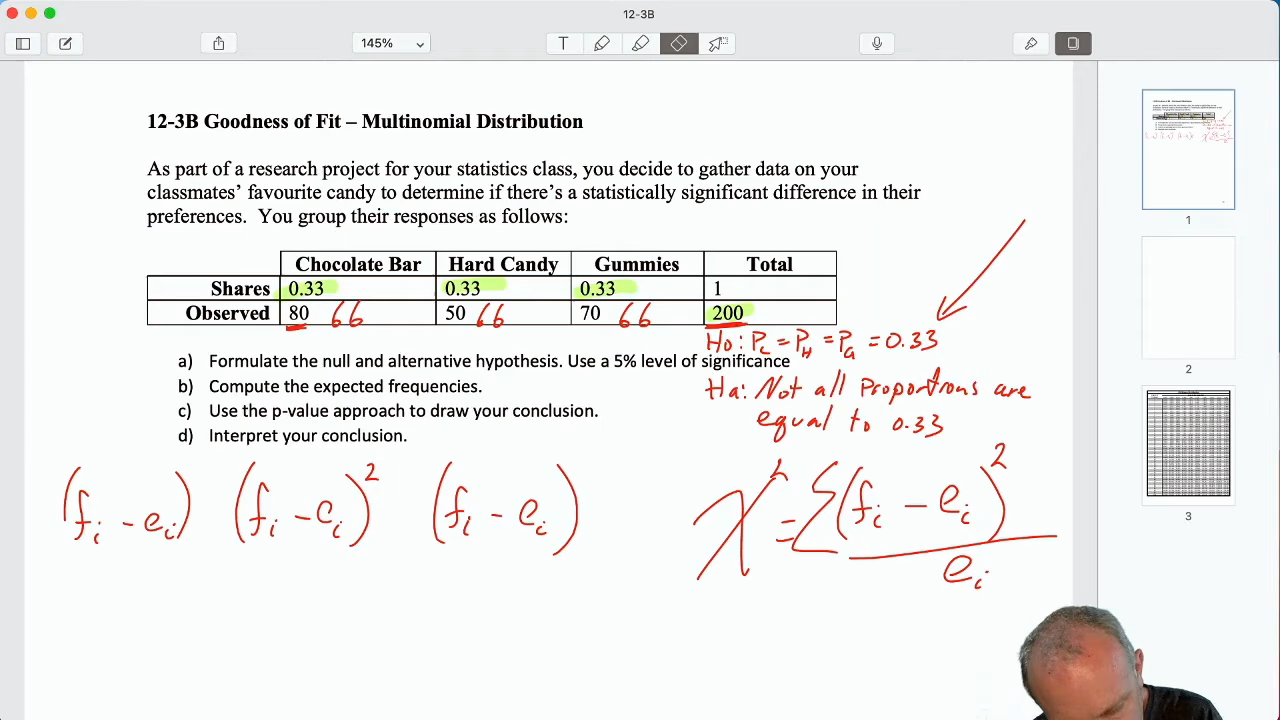 12-3B
145%
T
12-3B Goodness of Fit – Multinomial Distribution
As part of a research project for your statistics class, you decide to gather data on your
classmates' favourite candy to determine if there's a statistically significant difference in their
preferences. You group their responses as follows:
Chocolate Bar Hard Candy Gummies Total
Shares 0.33 0.33 0.33 1
Observed 80 66 50 66 70 66 200
Ho: PL = PH = PG = 0.33
a) Formulate the null and alternative hypothesis. Use a 5% level of significance
b) Compute the expected frequencies.
Ha: Not all proportions are
c) Use the p-value approach to draw your conclusion.
equal to 0.33
d) Interpret your conclusion.
(fi - ei) (fi - ei)² (fi - ei) χ² = Σ(fi - ei)²
ei
1
2
3